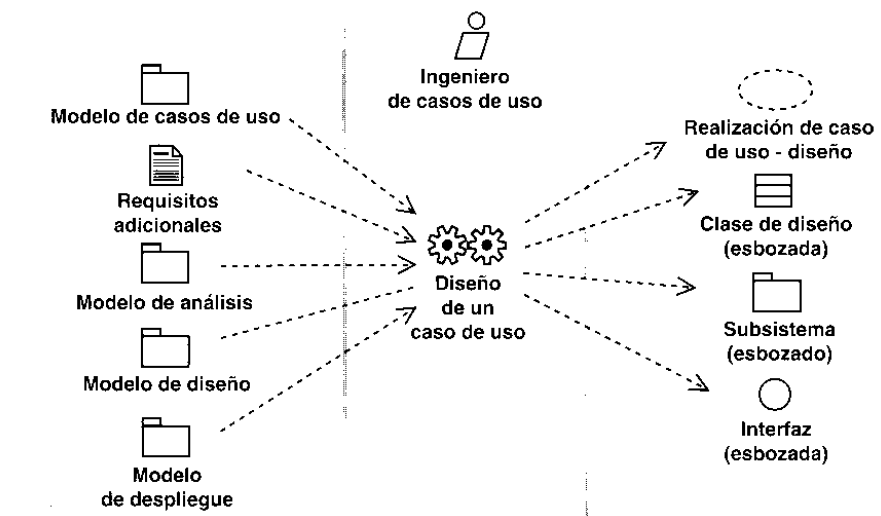 Ingeniero
de casos de uso
Modelo de casos de uso
Requisitos
adicionales
Modelo de análisis
Modelo de diseño
Modelo
de despliegue
Diseño
de un
caso de uso
Realización de caso
de uso - diseño
Clase de diseño
(esbozada)
Subsistema
(esbozado)
Interfaz
(esbozada)